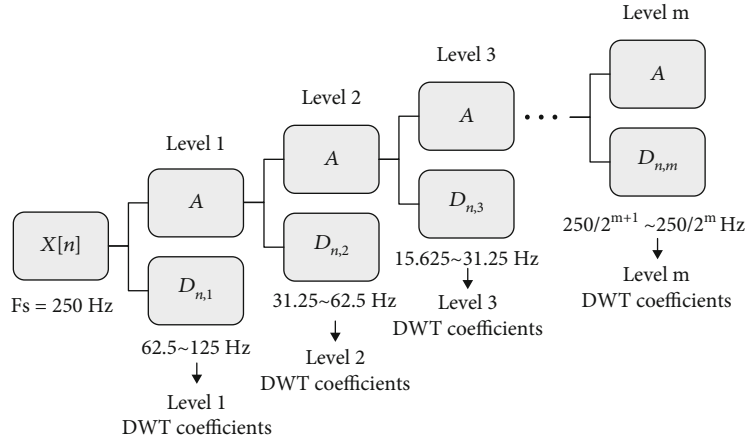 X[n]
Fs = 250 Hz
Level 1
A
D_{n,1}
62.5~125 Hz
Level 1
DWT coefficients
Level 2
A
D_{n,2}
31.25~62.5 Hz
Level 2
DWT coefficients
Level 3
A
D_{n,3}
15.625~31.25 Hz
Level 3
DWT coefficients
• • •
Level m
A
D_{n,m}
250/2^{m+1} ~250/2^m Hz
Level m
DWT coefficients